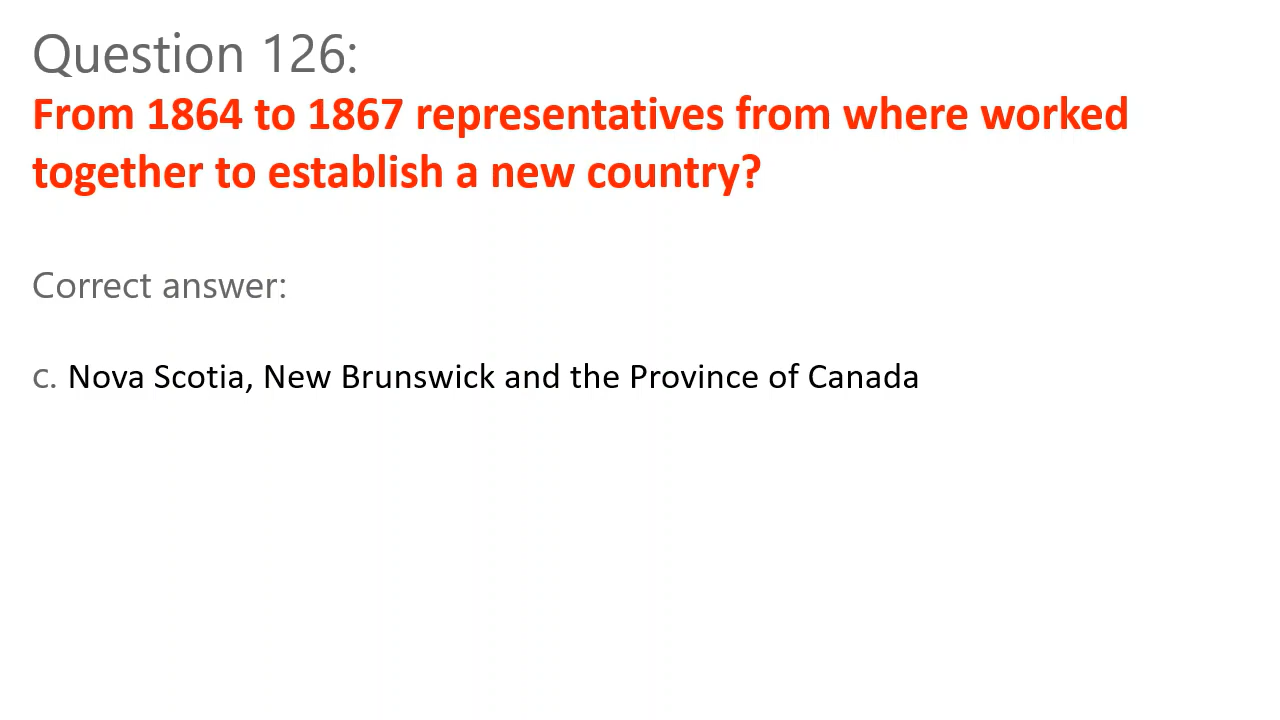 Question 126:
From 1864 to 1867 representatives from where worked
together to establish a new country?
Correct answer:
c. Nova Scotia, New Brunswick and the Province of Canada